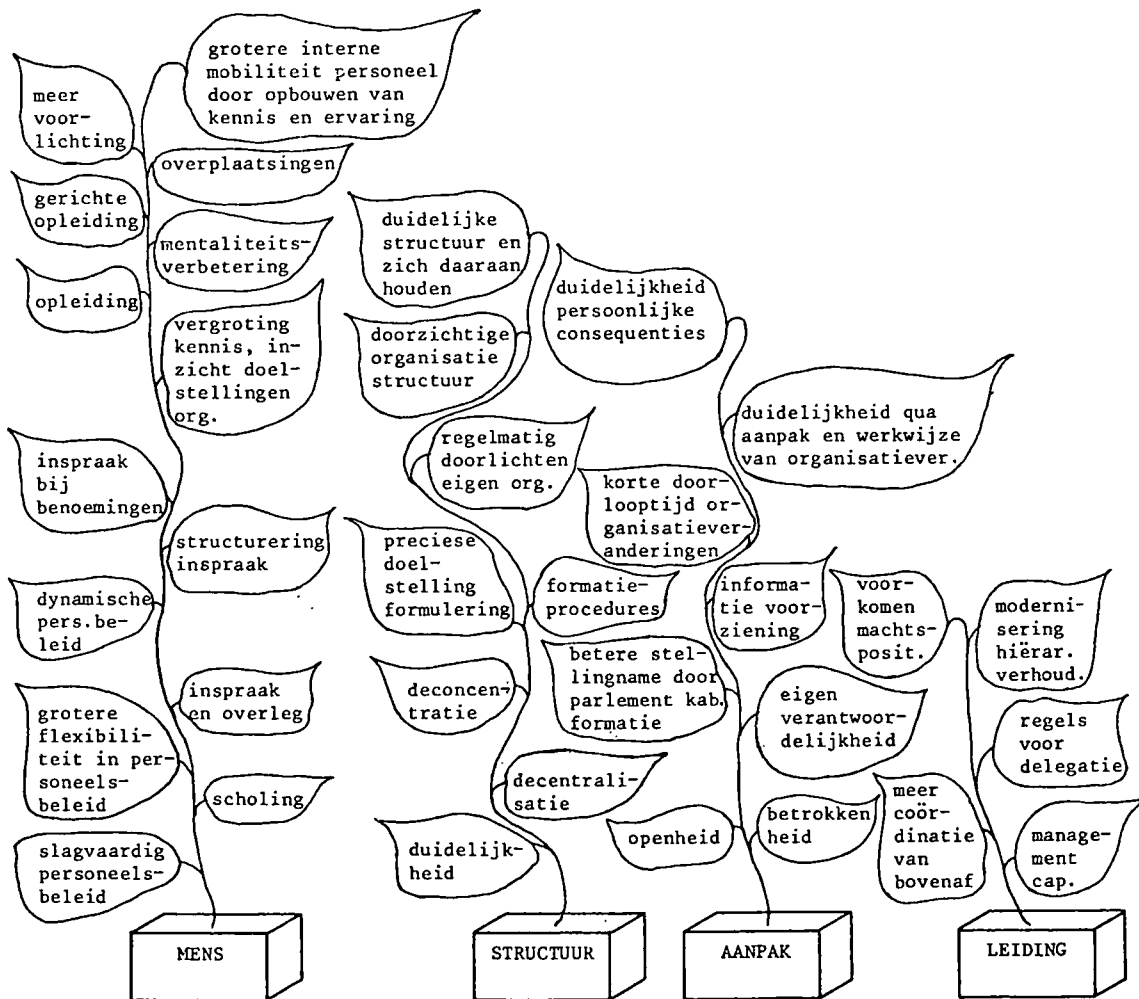 grotere interne
mobiliteit personeel
door opbouwen van
kennis en ervaring
meer
voor-
lichting
overplaatsingen
gerichte
opleiding
mentaliteits-
verbetering
opleiding
vergroting
kennis, in-
zicht doel-
stellingen
org.
inspraak
bij
benoemingen
structurering
inspraak
dynamische
pers.be-
leid
inspraak
en overleg
grotere
flexibili-
teit in per-
soneels-
beleid
scholing
slagvaardig
personeels-
beleid
MENS
duidelijke
structuur en
zich daaraan
houden
doorzichtige
organisatie
structuur
regelmatig
doorlichten
eigen org.
preciese
doel-
stelling
formulering
formatie-
procedures
deconcen-
tratie
decentrali-
satie
duidelijk-
heid
STRUCTUUR
duidelijkheid
persoonlijke
consequenties
duidelijkheid qua
aanpak en werkwijze
van organisatiever.
korte door-
looptijd or-
ganisatiever-
anderingen
informa-
tie voor-
ziening
betere stel-
lingname door
parlement kab.
formatie
eigen
verantwoor-
delijkheid
openheid
betrokken
heid
AANPAK
voor-
komen
machts-
posit.
moderni-
sering
hiërar.
verhoud.
regels
voor
delegatie
meer
coör-
dinatie
van
bovenaf
manage-
ment
cap.
LEIDING